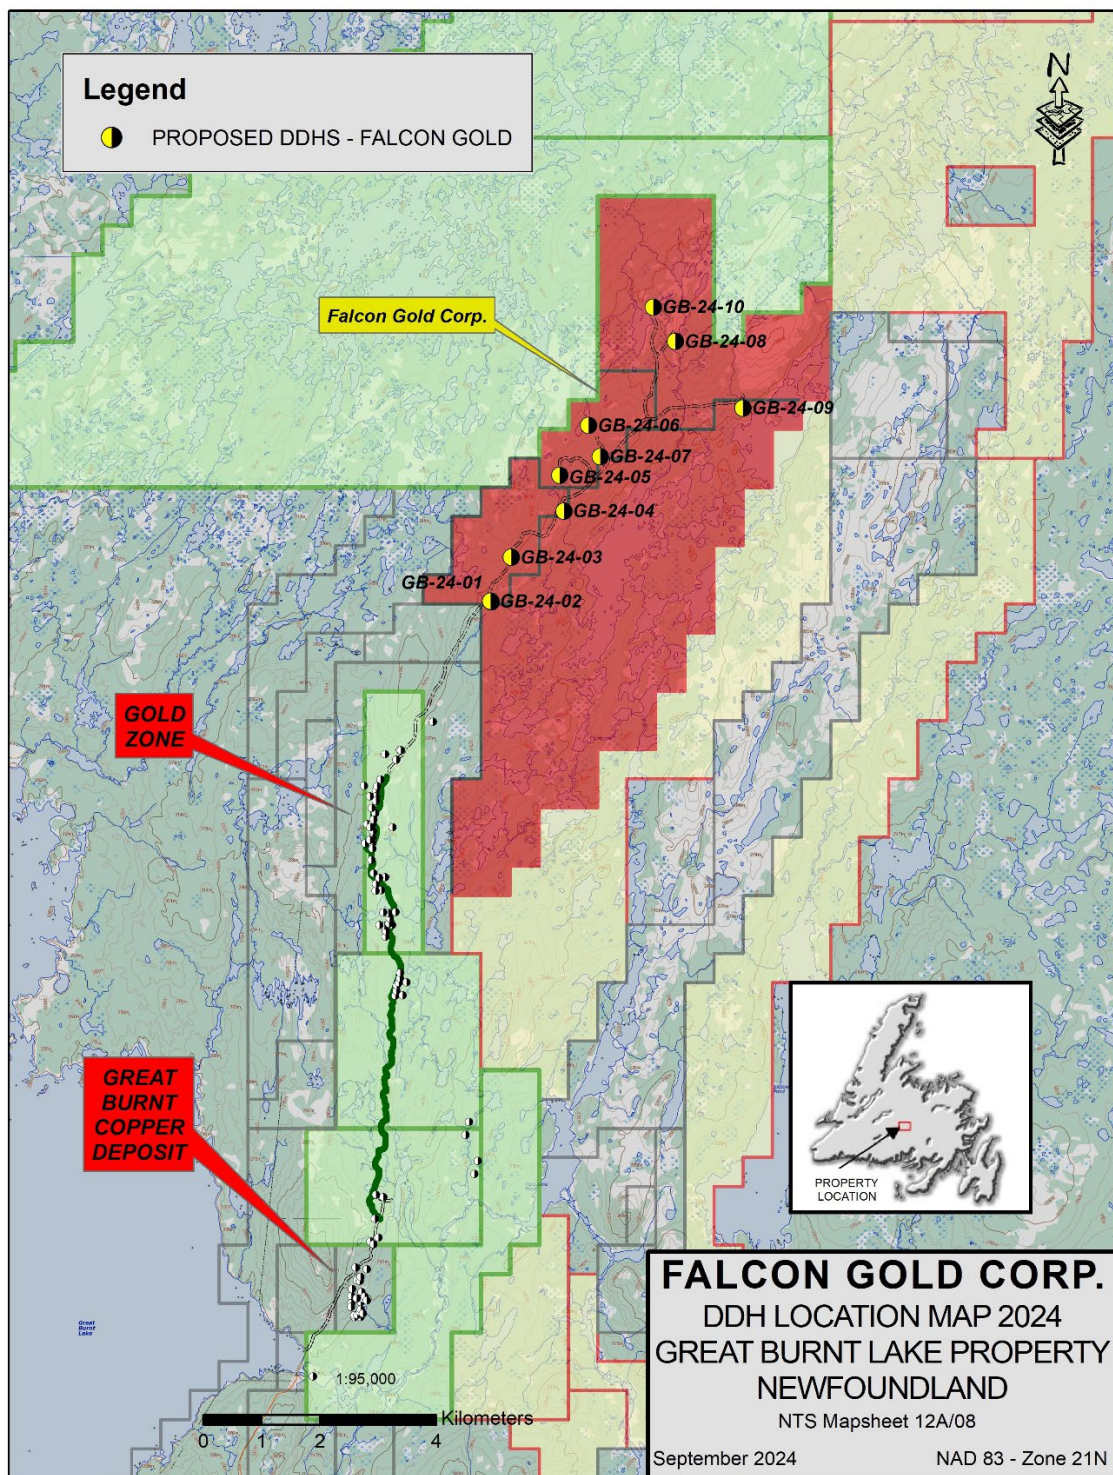 Legend
PROPOSED DDHS - FALCON GOLD
N
Falcon Gold Corp.
GB-24-10
GB-24-08
GB-24-09
GB-24-06
GB-24-07
GB-24-05
GB-24-04
GB-24-03
GB-24-01
GB-24-02
GOLD
ZONE
GREAT
BURNT
COPPER
DEPOSIT
PROPERTY
LOCATION
Great
Burnt
Lake
1:95,000
Kilometers
0 1 2 4
FALCON GOLD CORP.
DDH LOCATION MAP 2024
GREAT BURNT LAKE PROPERTY
NEWFOUNDLAND
NTS Mapsheet 12A/08
September 2024 NAD 83 - Zone 21N